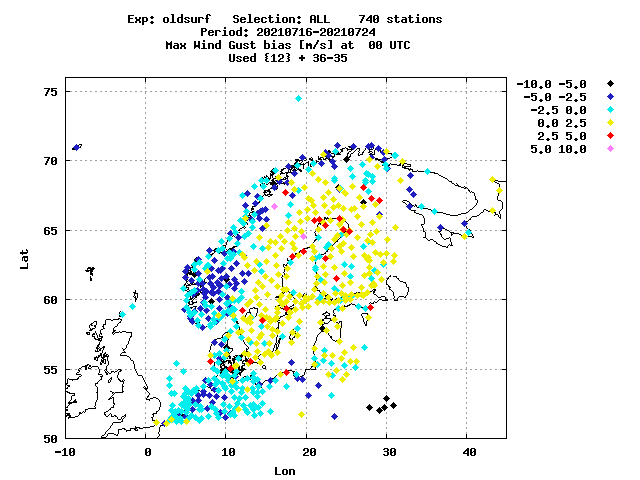 Exp: oldsurf   Selection: ALL    740 stations
Period: 20210716-20210724
Max Wind Gust bias [m/s] at  00 UTC
Used {12} + 36-35
-10.0 -5.0
-5.0 -2.5
-2.5 0.0
0.0 2.5
2.5 5.0
5.0 10.0
75
70
65
60
55
50
Lat
-10 0 10 20 30 40
Lon